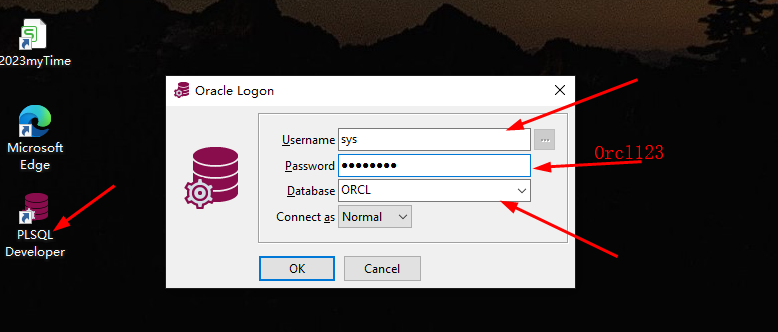 2023myTime
Microsoft
Edge
PLSQL
Developer
Oracle Logon
Username sys ...
Password ●●●●●●●●
Orcl123
Database ORCL
Connect as Normal
OK Cancel